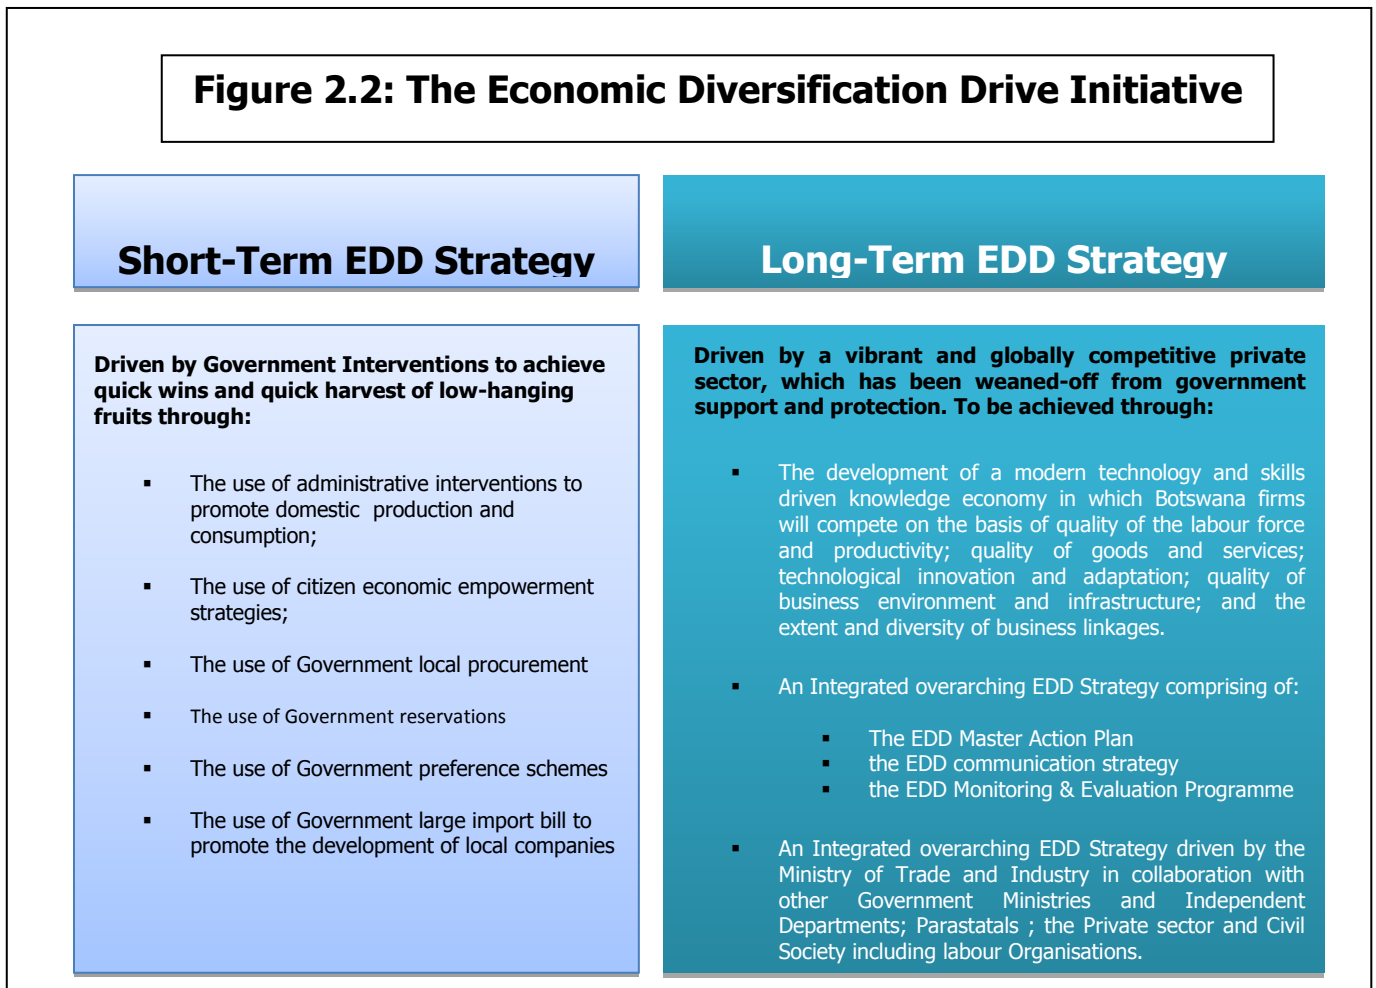 Figure 2.2: The Economic Diversification Drive Initiative
Short-Term EDD Strategy
Driven by Government Interventions to achieve
quick wins and quick harvest of low-hanging
fruits through:
▪ The use of administrative interventions to
promote domestic production and
consumption;
▪ The use of citizen economic empowerment
strategies;
▪ The use of Government local procurement
▪ The use of Government reservations
▪ The use of Government preference schemes
▪ The use of Government large import bill to
promote the development of local companies
Long-Term EDD Strategy
Driven by a vibrant and globally competitive private
sector, which has been weaned-off from government
support and protection. To be achieved through:
▪ The development of a modern technology and skills
driven knowledge economy in which Botswana firms
will compete on the basis of quality of the labour force
and productivity; quality of goods and services;
technological innovation and adaptation; quality of
business environment and infrastructure; and the
extent and diversity of business linkages.
▪ An Integrated overarching EDD Strategy comprising of:
▪ The EDD Master Action Plan
▪ the EDD communication strategy
▪ the EDD Monitoring & Evaluation Programme
▪ An Integrated overarching EDD Strategy driven by the
Ministry of Trade and Industry in collaboration with
other Government Ministries and Independent
Departments; Parastatals ; the Private sector and Civil
Society including labour Organisations.